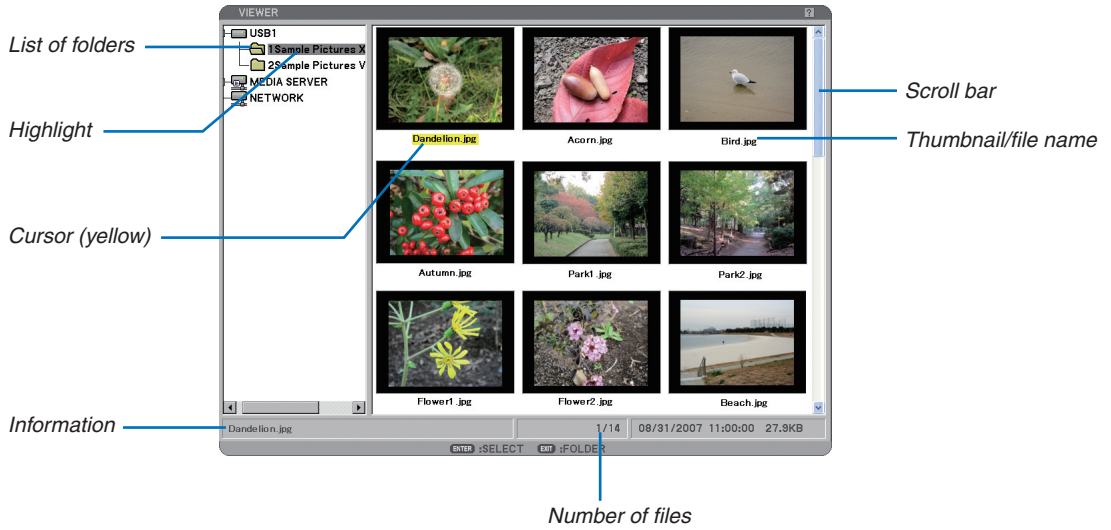 VIEWER
?
List of folders
USB1
1Sample Pictures X
2Sample Pictures V
MEDIA SERVER
NETWORK
Highlight
Cursor (yellow)
Dandelion.jpg
Acorn.jpg
Bird.jpg
Scroll bar
Thumbnail/file name
Autumn.jpg
Park1.jpg
Park2.jpg
Flower1.jpg
Flower2.jpg
Beach.jpg
Information
Dandelion.jpg
1/14
08/31/2007 11:00:00 27.9KB
ENTER :SELECT EXIT :FOLDER
Number of files